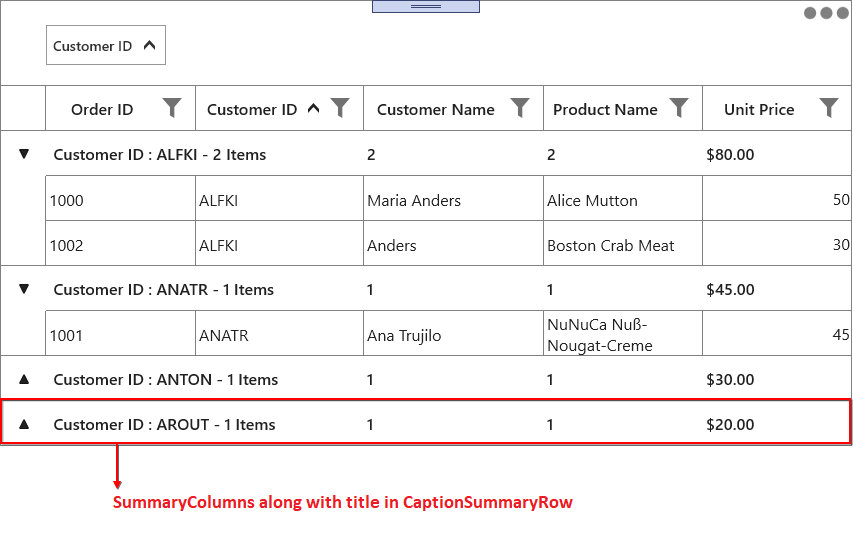 Customer ID
Order ID Customer ID Customer Name Product Name Unit Price
Customer ID : ALFKI - 2 Items 2 2 $80.00
1000 ALFKI Maria Anders Alice Mutton 50
1002 ALFKI Anders Boston Crab Meat 30
Customer ID : ANATR - 1 Items 1 1 $45.00
1001 ANATR Ana Trujilo NuNuCa Nuß-
Nougat-Creme 45
Customer ID : ANTON - 1 Items 1 1 $30.00
Customer ID : AROUT - 1 Items 1 1 $20.00
SummaryColumns along with title in CaptionSummaryRow